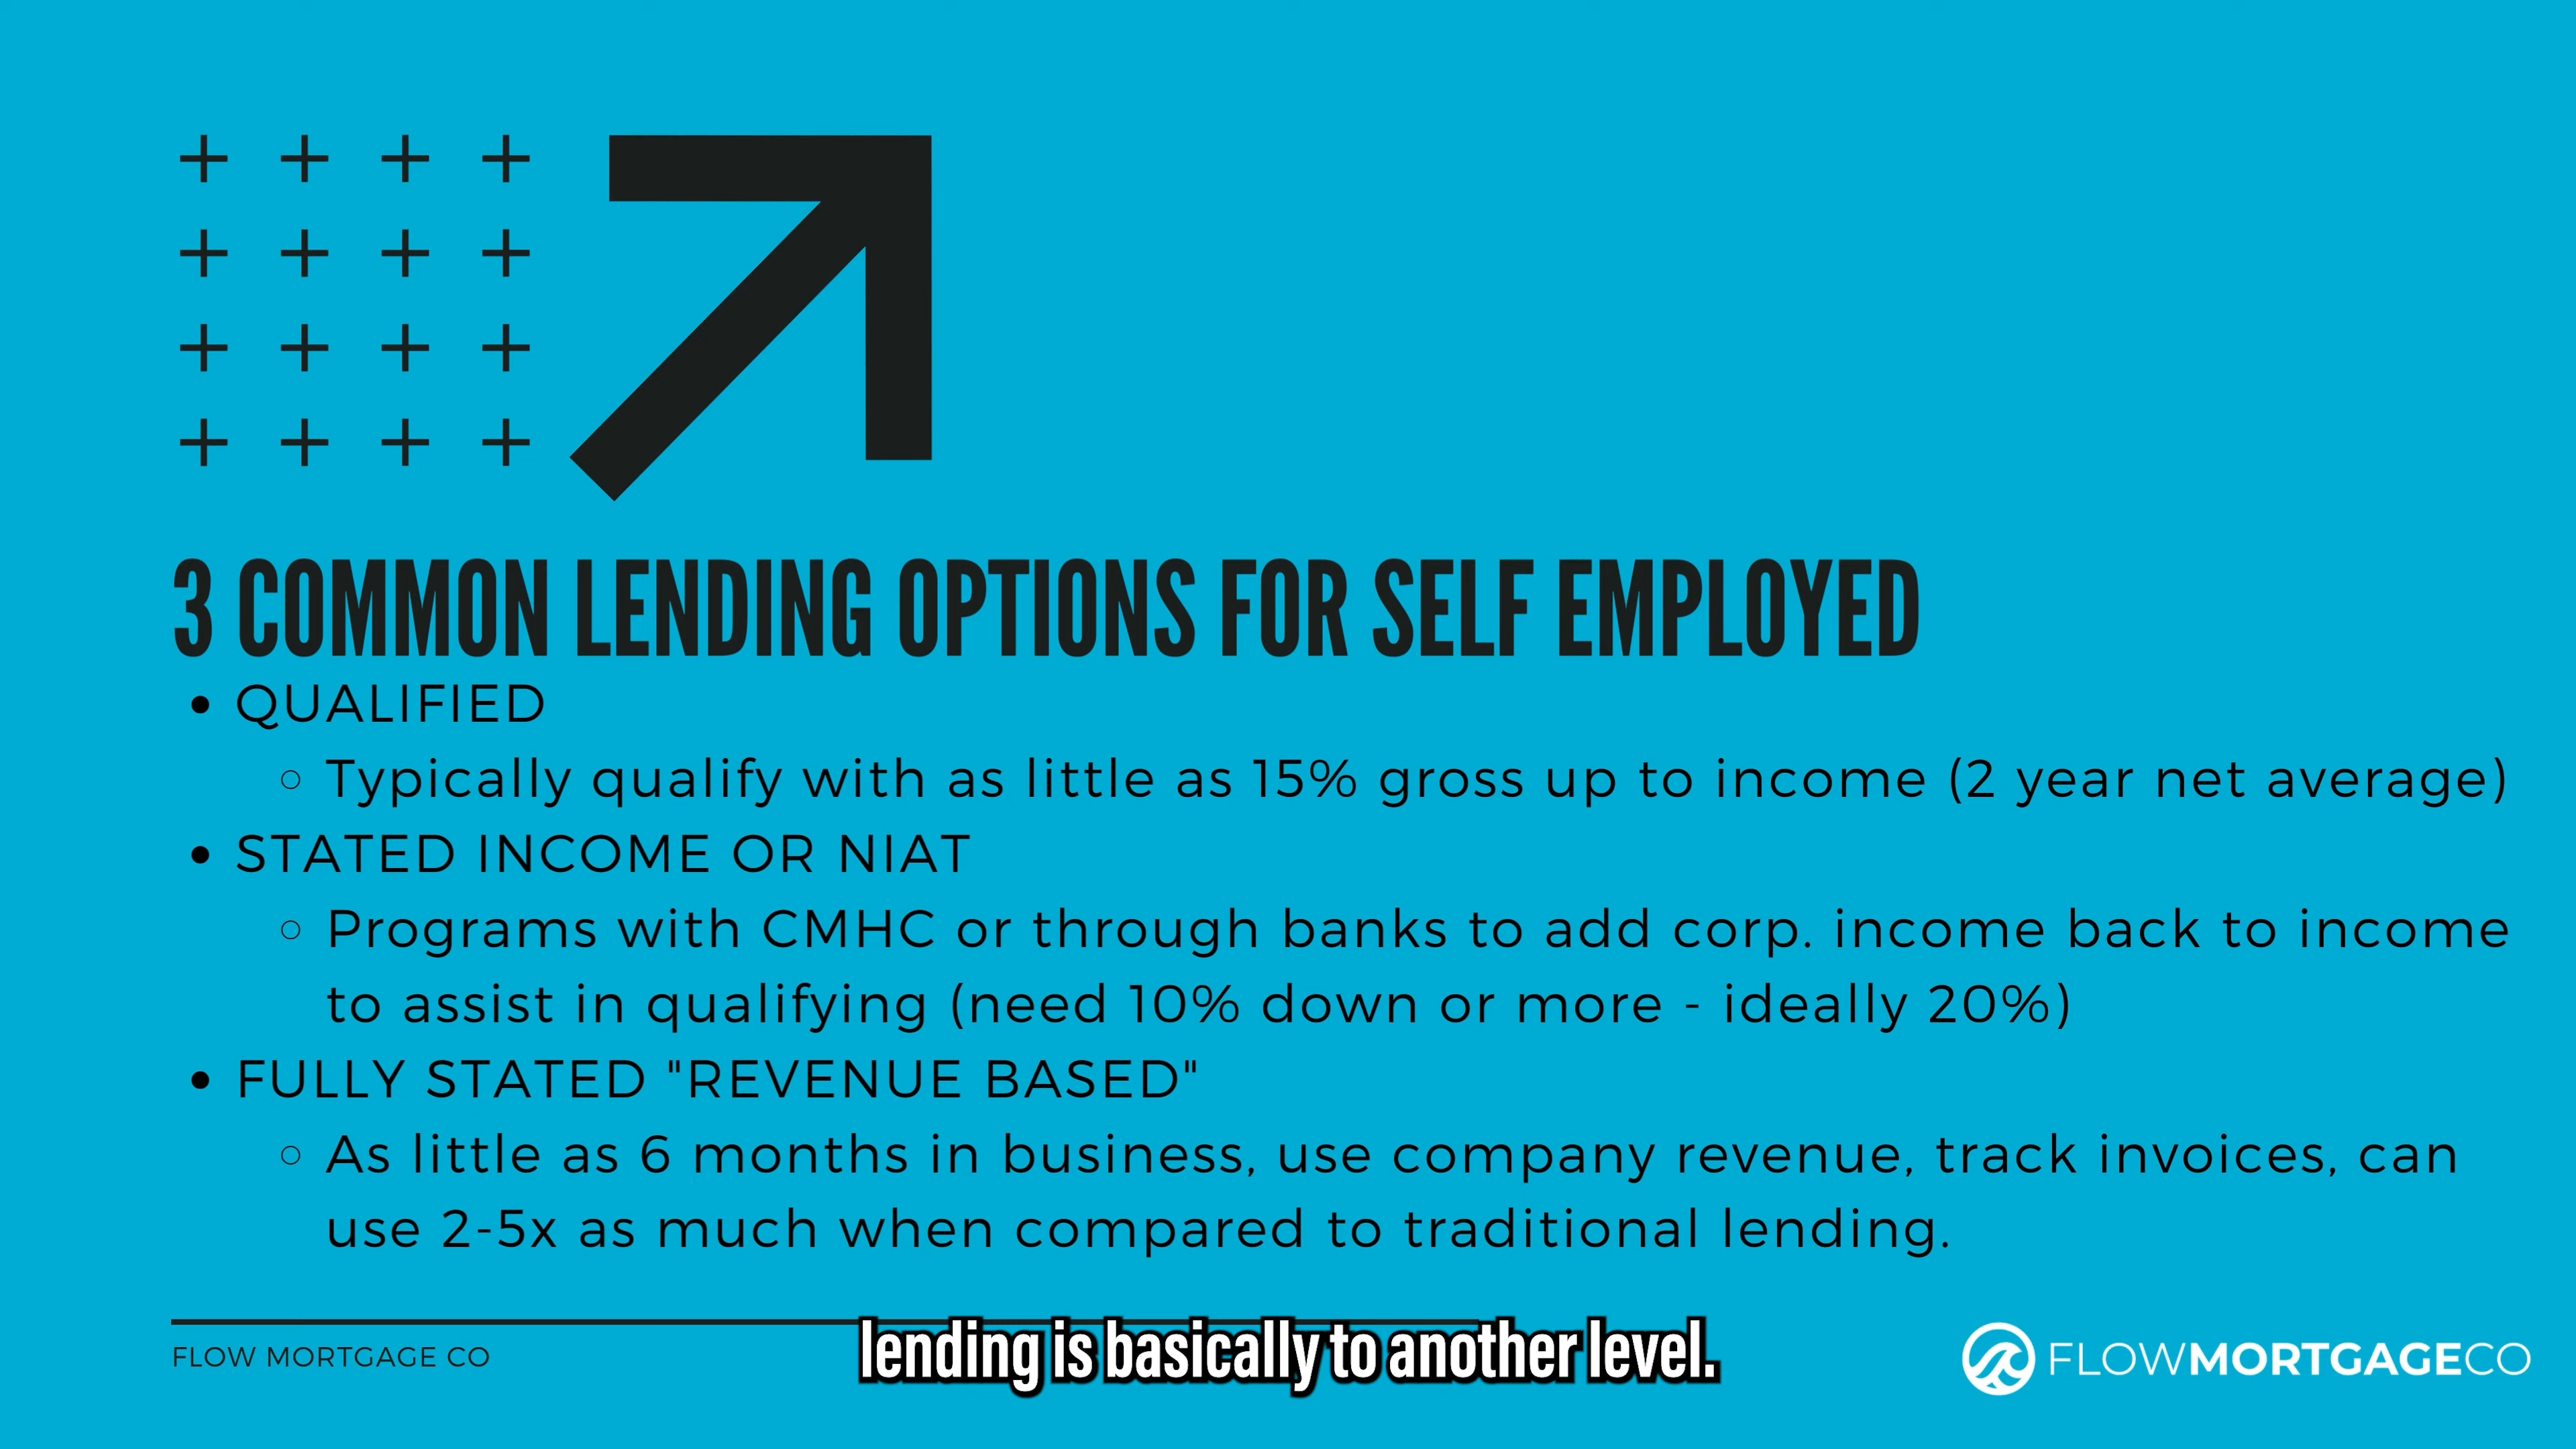 3 COMMON LENDING OPTIONS FOR SELF EMPLOYED
• QUALIFIED
○ Typically qualify with as little as 15% gross up to income (2 year net average)
• STATED INCOME OR NIAT
○ Programs with CMHC or through banks to add corp. income back to income
to assist in qualifying (need 10% down or more - ideally 20%)
• FULLY STATED "REVENUE BASED"
○ As little as 6 months in business, use company revenue, track invoices, can
use 2-5x as much when compared to traditional lending.
lending is basically to another level.
FLOW MORTGAGE CO
FLOWMORTGAGECO